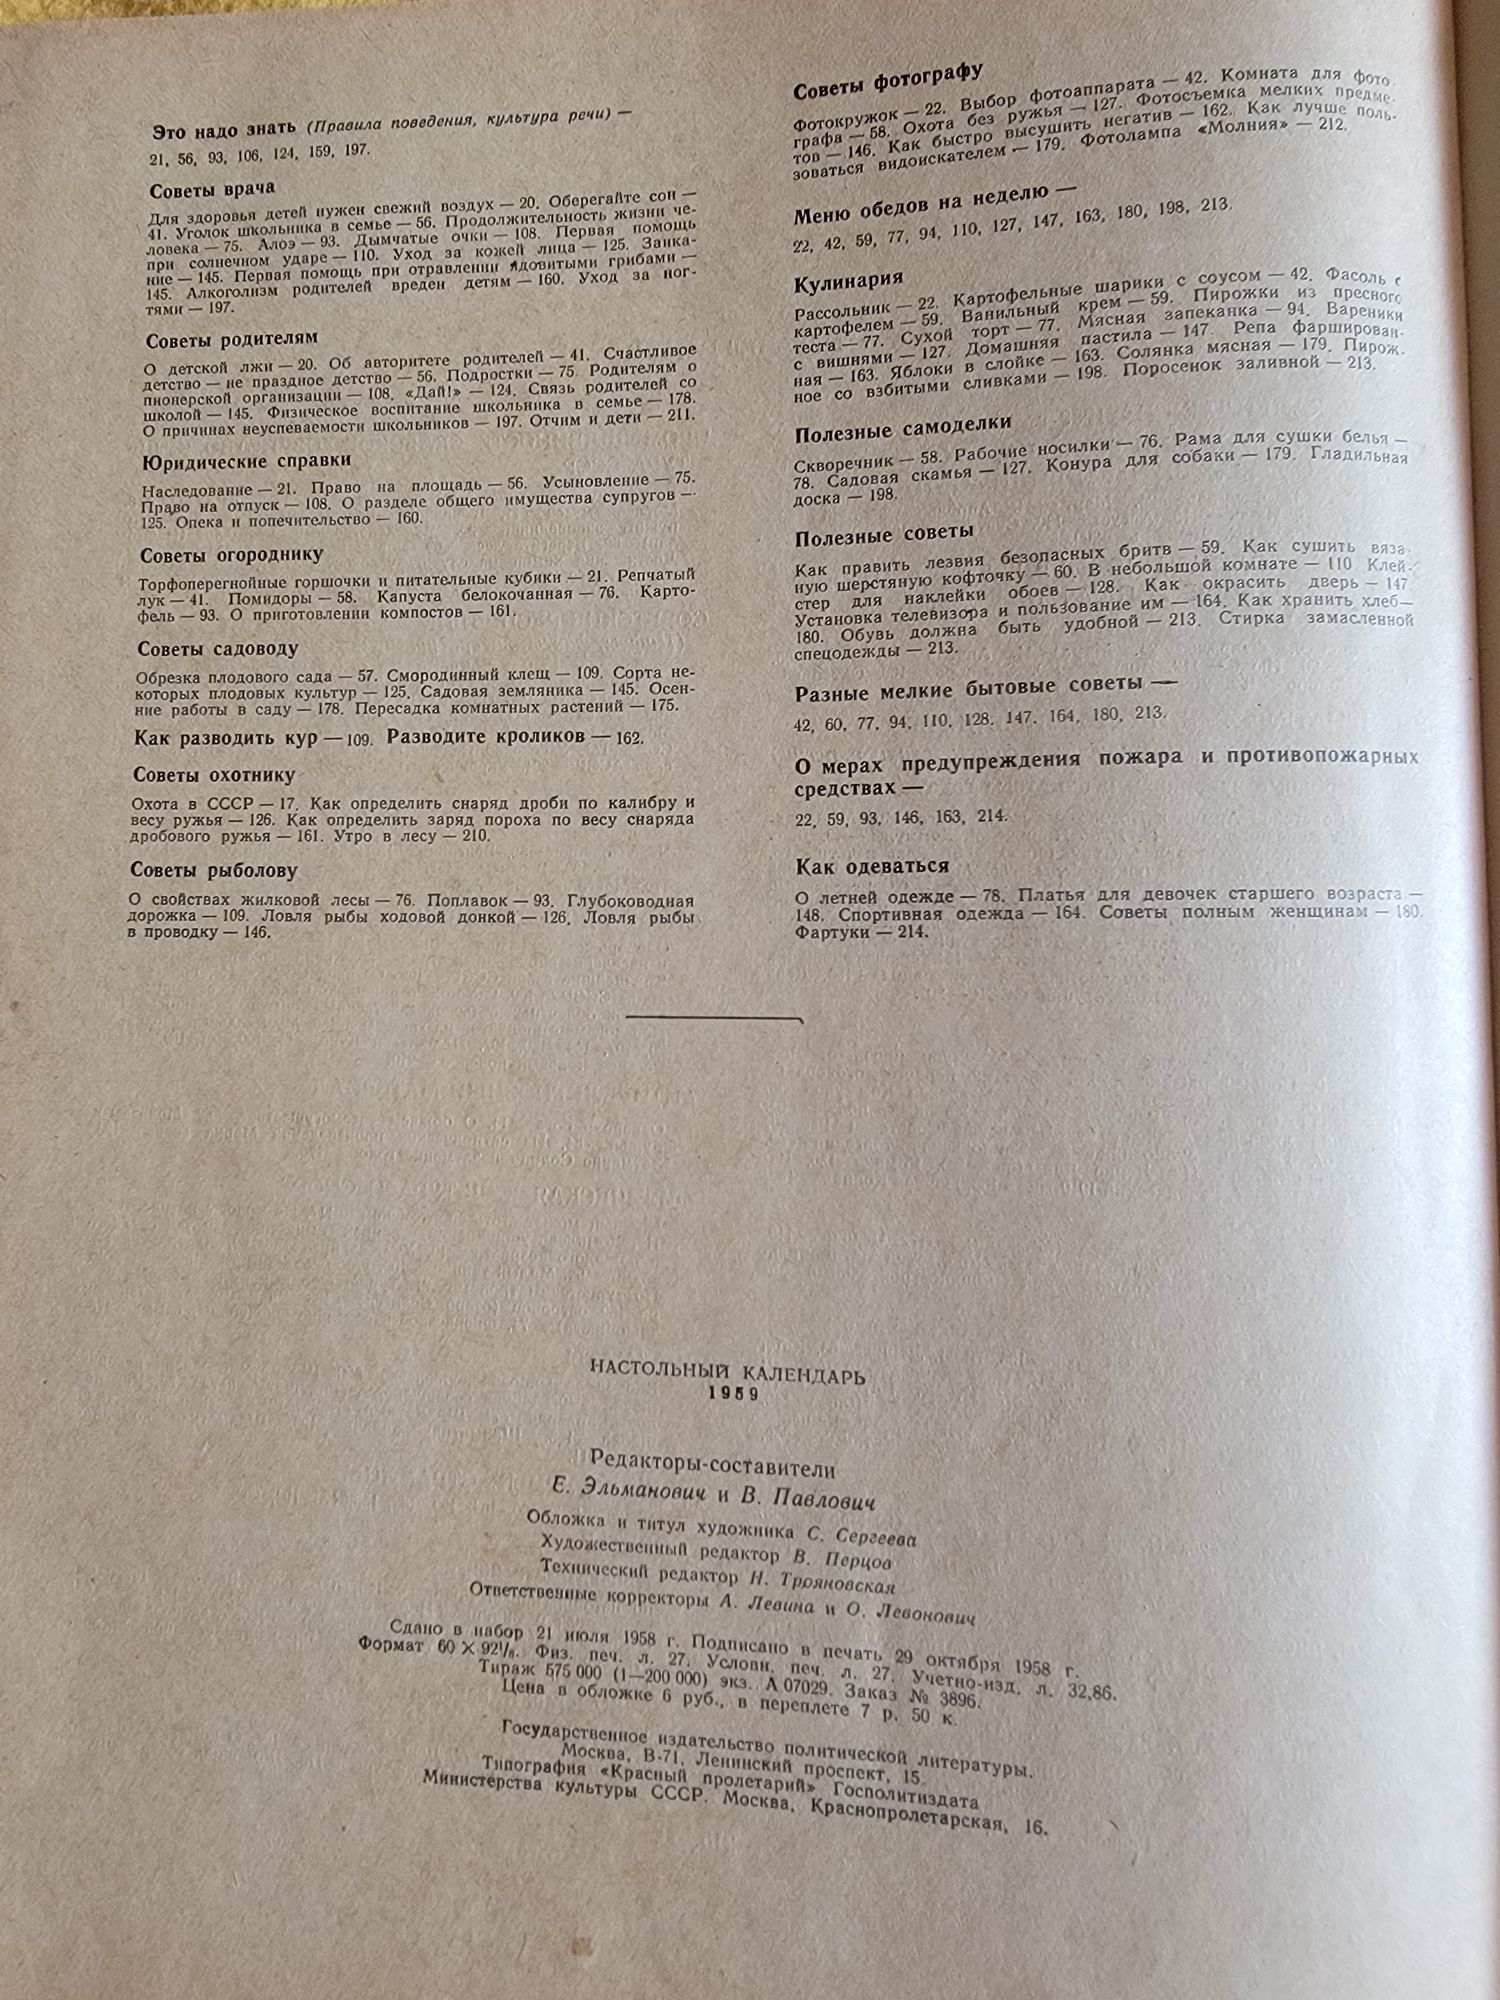 Это надо знать (Правила поведения, культура речи) —
21, 56, 93, 106, 124, 159, 197.
Советы врача
Для здоровья детей нужен свежий воздух — 20. Оберегайте сон —
41. Уголок школьника в семье — 56. Продолжительность жизни че-
ловека — 75. Алоэ — 93. Дымчатые очки — 108. Первая помощь
при солнечном ударе — 110. Уход за кожей лица — 125. Заика-
ние — 145. Первая помощь при отравлении ядовитыми грибами —
145. Алкоголизм родителей вреден детям — 160. Уход за ног-
тями — 197.
Советы родителям
О детской лжи — 20. Об авторитете родителей — 41. Счастливое
детство — не праздное детство — 56. Подростки — 75. Родителям о
пионерской организации — 108. «Дай!» — 124. Связь родителей со
школой — 145. Физическое воспитание школьника в семье — 178.
О причинах неуспеваемости школьников — 197. Отчим и дети — 211.
Юридические справки
Наследование — 21. Право на площадь — 56. Усыновление — 75.
Право на отпуск — 108. О разделе общего имущества супругов —
125. Опека и попечительство — 160.
Советы огороднику
Торфоперегнойные горшочки и питательные кубики — 21. Репчатый
лук — 41. Помидоры — 58. Капуста белокочанная — 76. Карто-
фель — 93. О приготовлении компостов — 161.
Советы садоводу
Обрезка плодового сада — 57. Смородинный клещ — 109. Сорта не-
которых плодовых культур — 125. Садовая земляника — 145. Осен-
ние работы в саду — 178. Пересадка комнатных растений — 175.
Как разводить кур — 109. Разводите кроликов — 162.
Советы охотнику
Охота в СССР — 17. Как определить снаряд дроби по калибру и
весу ружья — 126. Как определить заряд пороха по весу снаряда
дробового ружья — 161. Утро в лесу — 210.
Советы рыболову
О свойствах жилковой лесы — 76. Поплавок — 93. Глубоководная
дорожка — 109. Ловля рыбы ходовой донкой — 126. Ловля рыбы
в проводку — 146.
Советы фотографу
Фотокружок — 22. Выбор фотоаппарата — 42. Комната для фото
графа — 58. Охота без ружья — 127. Фотосъемка мелких предме-
тов — 146. Как быстро высушить негатив — 162. Как лучше поль-
зоваться видоискателем — 179. Фотолампа «Молния» — 212.
Меню обедов на неделю —
22, 42, 59, 77, 94, 110, 127, 147, 163, 180, 198, 213.
Кулинария
Рассольник — 22. Картофельные шарики с соусом — 42. Фасоль с
картофелем — 59. Ванильный крем — 59. Пирожки из пресного
теста — 77. Сухой торт — 77. Мясная запеканка — 94. Вареники
с вишнями — 127. Домашняя пастила — 147. Репа фарширован-
ная — 163. Яблоки в слойке — 163. Солянка мясная — 179. Пирож-
ное со взбитыми сливками — 198. Поросенок заливной — 213.
Полезные самоделки
Скворечник — 58. Рабочие носилки — 76. Рама для сушки белья —
78. Садовая скамья — 127. Конура для собаки — 179. Гладильная
доска — 198.
Полезные советы
Как править лезвия безопасных бритв — 59. Как сушить вяза-
ную шерстяную кофточку — 60. В небольшой комнате — 110 Клей-
стер для наклейки обоев — 128. Как окрасить дверь — 147
Установка телевизора и пользование им — 164. Как хранить хлеб —
180. Обувь должна быть удобной — 213. Стирка замасленной
спецодежды — 213.
Разные мелкие бытовые советы —
42, 60, 77, 94, 110, 128, 147, 164, 180, 213.
О мерах предупреждения пожара и противопожарных
средствах —
22, 59, 93, 146, 163, 214.
Как одеваться
О летней одежде — 78. Платья для девочек старшего возраста —
148. Спортивная одежда — 164. Советы полным женщинам — 180.
Фартуки — 214.
НАСТОЛЬНЫЙ КАЛЕНДАРЬ
1959
Редакторы-составители
Е. Эльманович и В. Павлович
Обложка и титул художника С. Сергеева
Художественный редактор В. Перцов
Технический редактор Н. Трояновская
Ответственные корректоры А. Левина и О. Левонович
Сдано в набор 21 июля 1958 г. Подписано в печать 29 октября 1958 г.
Формат 60 × 92⅛. Физ. печ. л. 27. Условн. печ. л. 27. Учетно-изд. л. 32,86.
Тираж 575 000 (1—200 000) экз. А 07029. Заказ № 3896.
Цена в обложке 6 руб., в переплете 7 р. 50 к.
Государственное издательство политической литературы.
Москва, В-71, Ленинский проспект, 15.
Типография «Красный пролетарий» Госполитиздата
Министерства культуры СССР. Москва, Краснопролетарская, 16.